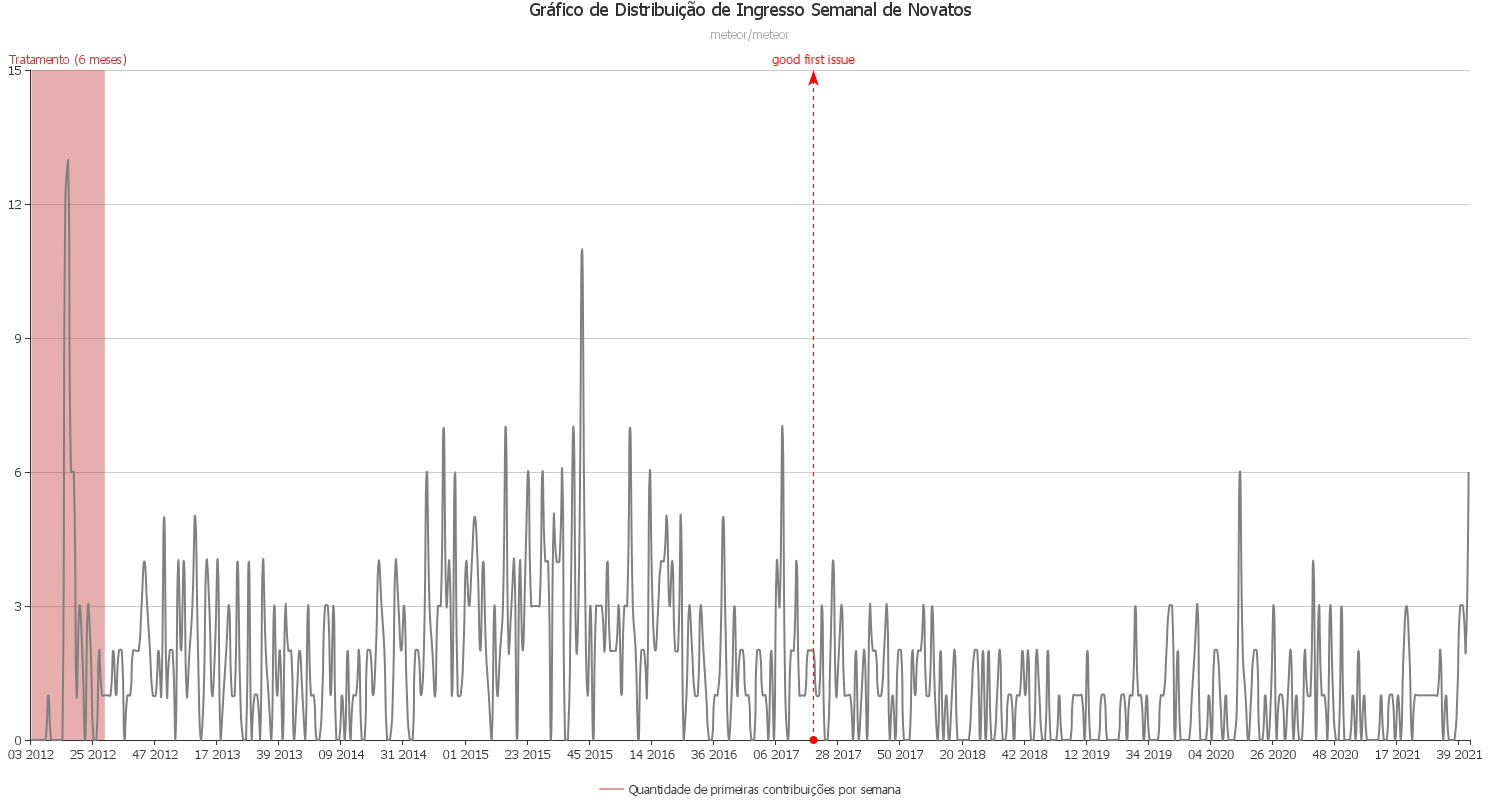 Gráfico de Distribuição de Ingresso Semanal de Novatos
meteor/meteor
Tratamento (6 meses)
good first issue
15
12
9
6
3
0
03 2012 25 2012 47 2012 17 2013 39 2013 09 2014 31 2014 01 2015 23 2015 45 2015 14 2016 36 2016 06 2017 28 2017 50 2017 20 2018 42 2018 12 2019 34 2019 04 2020 26 2020 48 2020 17 2021 39 2021
Quantidade de primeiras contribuições por semana